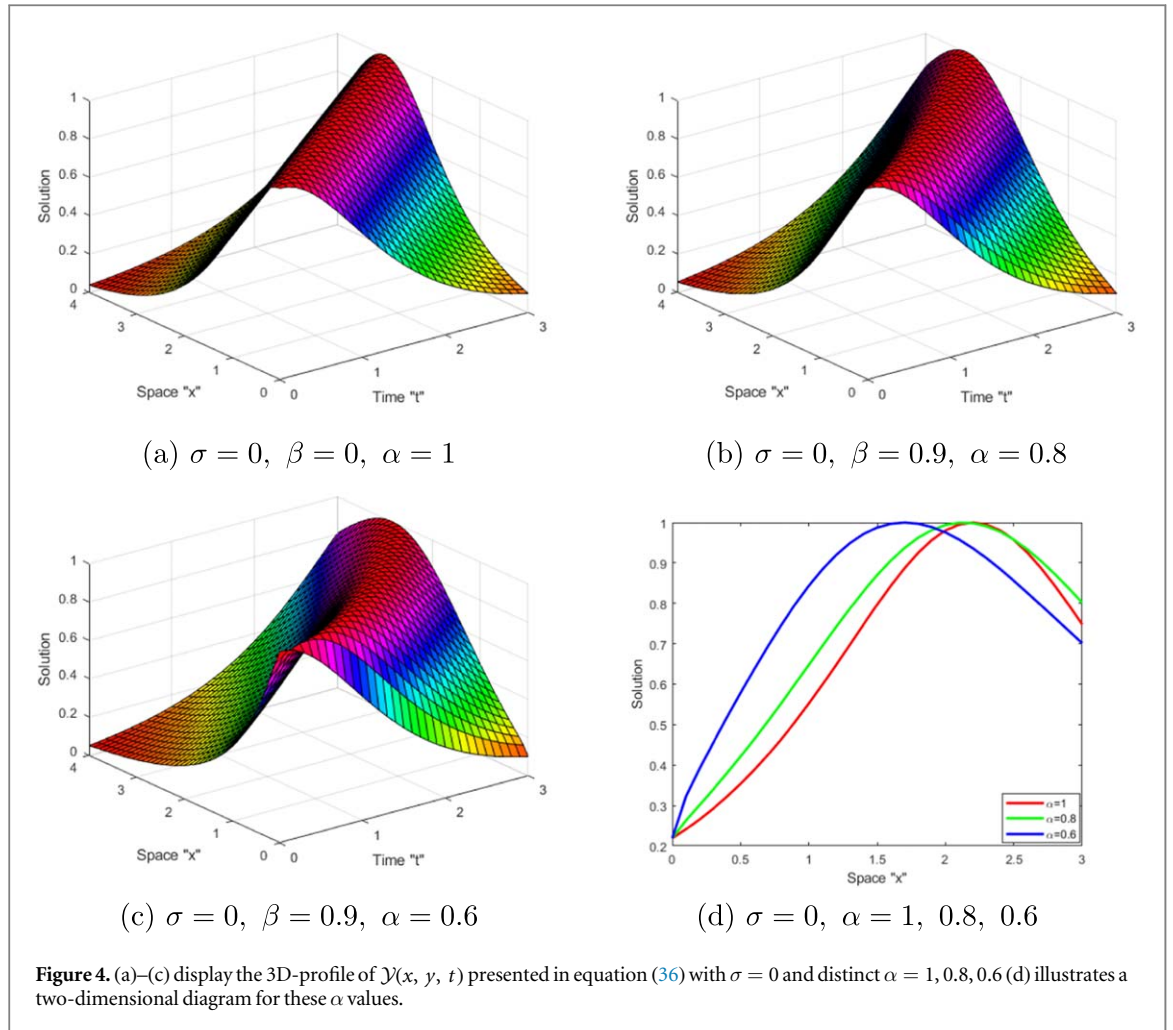 1
0.8
0.6
0.4
0.2
0
Solution
4
3
2
1
0
Space "x"
0
1
2
3
Time "t"
(a) σ = 0, β = 0, α = 1
1
0.8
0.6
0.4
0.2
0
Solution
4
3
2
1
0
Space "x"
0
1
2
3
Time "t"
(b) σ = 0, β = 0.9, α = 0.8
1
0.8
0.6
0.4
0.2
0
Solution
4
3
2
1
0
Space "x"
0
1
2
3
Time "t"
(c) σ = 0, β = 0.9, α = 0.6
1
0.9
0.8
0.7
0.6
0.5
0.4
0.3
0.2
Solution
α=1
α=0.8
α=0.6
0 0.5 1 1.5 2 2.5 3
Space "x"
(d) σ = 0, α = 1, 0.8, 0.6
Figure 4. (a)–(c) display the 3D-profile of 𝒴(x, y, t) presented in equation (36) with σ = 0 and distinct α = 1, 0.8, 0.6 (d) illustrates a
two-dimensional diagram for these α values.